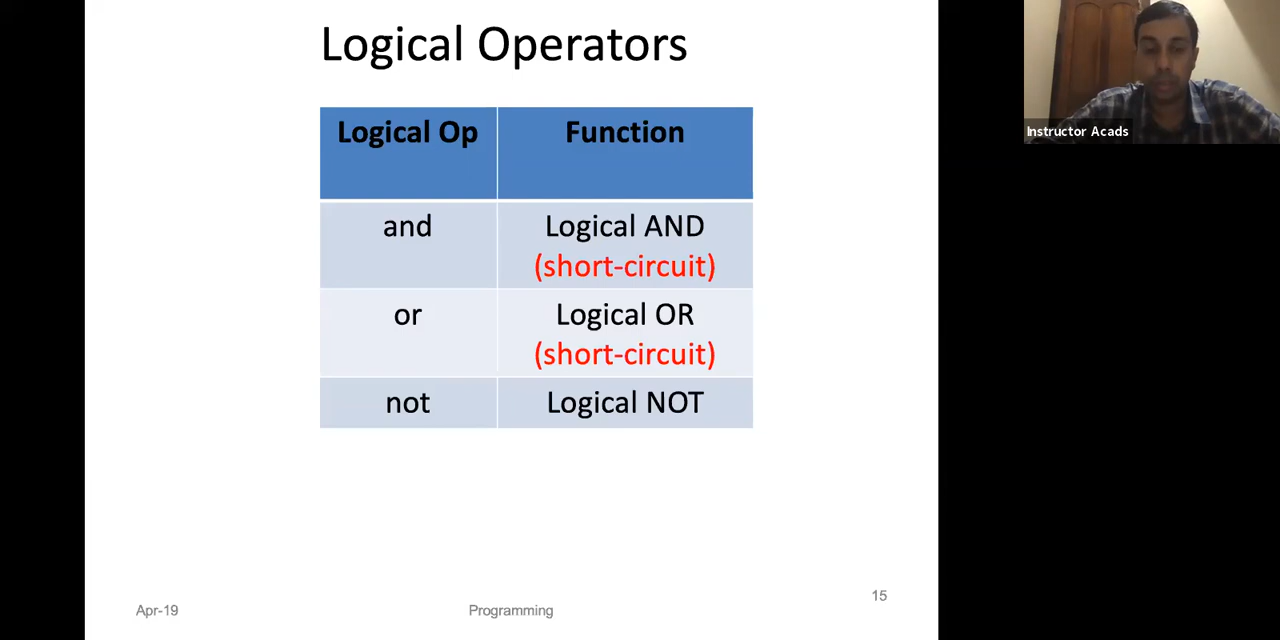 Logical Operators
Logical Op Function
and Logical AND
(short-circuit)
or Logical OR
(short-circuit)
not Logical NOT
Apr-19 Programming 15
Instructor Acads